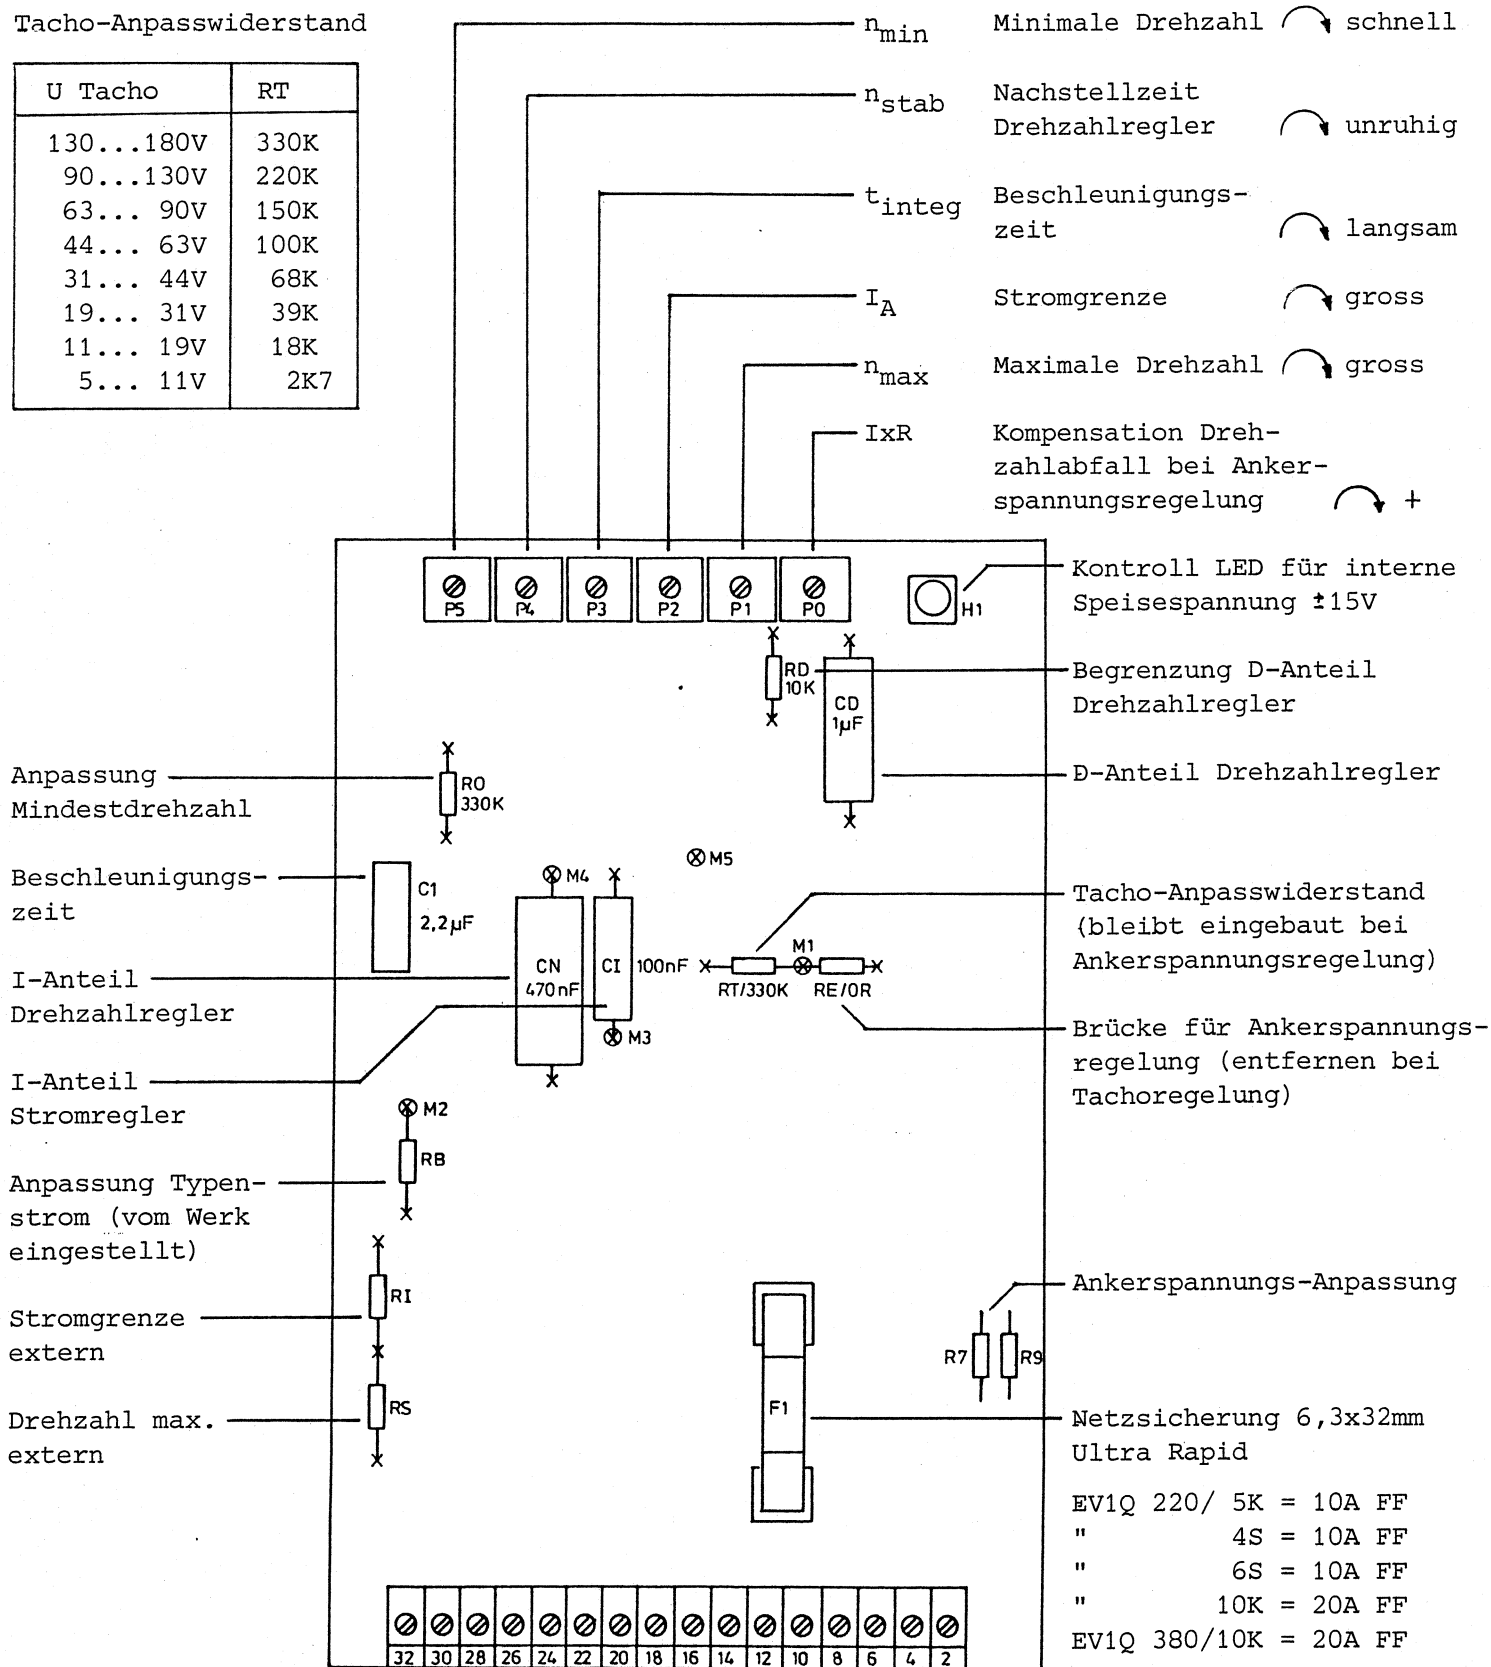 Tacho-Anpasswiderstand
U Tacho RT
130...180V 330K
90...130V 220K
63... 90V 150K
44... 63V 100K
31... 44V 68K
19... 31V 39K
11... 19V 18K
5... 11V 2K7
nmin Minimale Drehzahl schnell
nstab Nachstellzeit
Drehzahlregler unruhig
tinteg Beschleunigungs-
zeit langsam
IA Stromgrenze gross
nmax Maximale Drehzahl gross
IxR Kompensation Dreh-
zahlabfall bei Anker-
spannungsregelung +
P5 P4 P3 P2 P1 P0
H1
Kontroll LED für interne
Speisespannung ±15V
RD
10K
CD
1µF
Begrenzung D-Anteil
Drehzahlregler
D-Anteil Drehzahlregler
Anpassung
Mindestdrehzahl
R0
330K
Beschleunigungs-
zeit
C1
2,2µF
M4
M5
CN
470nF
CI
100nF
M3
M1
RT/330K
RE/0R
Tacho-Anpasswiderstand
(bleibt eingebaut bei
Ankerspannungsregelung)
I-Anteil
Drehzahlregler
I-Anteil
Stromregler
Brücke für Ankerspannungs-
regelung (entfernen bei
Tachoregelung)
M2
RB
Anpassung Typen-
strom (vom Werk
eingestellt)
RI
Stromgrenze
extern
RS
Drehzahl max.
extern
Ankerspannungs-Anpassung
R7
R9
F1
Netzsicherung 6,3x32mm
Ultra Rapid
EV1Q 220/ 5K = 10A FF
" 4S = 10A FF
" 6S = 10A FF
" 10K = 20A FF
EV1Q 380/10K = 20A FF
32 30 28 26 24 22 20 18 16 14 12 10 8 6 4 2